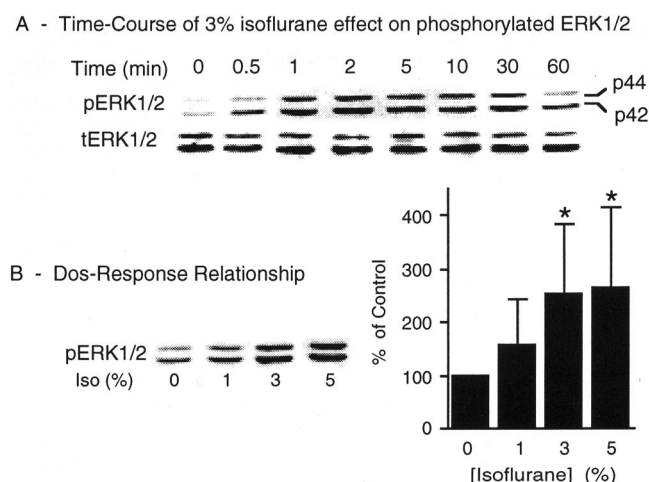 A - Time-Course of 3% isoflurane effect on phosphorylated ERK1/2
Time (min) 0 0.5 1 2 5 10 30 60
p44
pERK1/2
p42
tERK1/2
B - Dos-Response Relationship
pERK1/2
Iso (%) 0 1 3 5
% of Control
400
300
200
100
0
* *
0 1 3 5
[Isoflurane] (%)